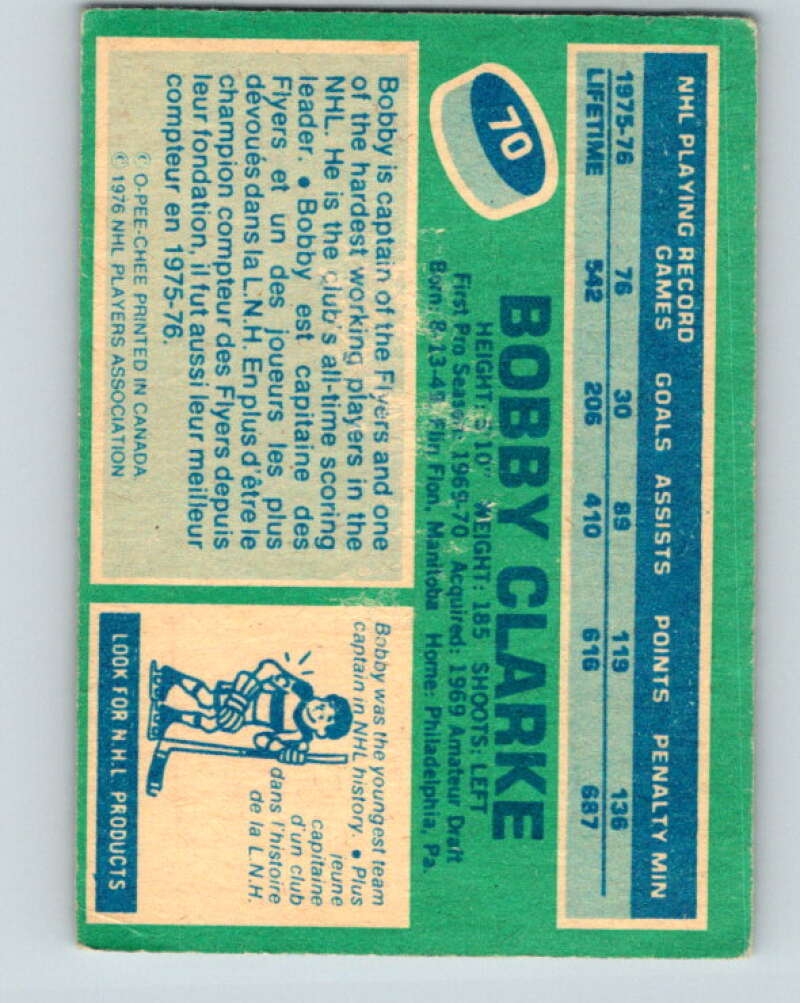 NHL PLAYING RECORD
GAMES GOALS ASSISTS POINTS PENALTY MIN
1975-76 76 30 89 119 136
LIFETIME 542 206 410 616 687
70
BOBBY CLARKE
HEIGHT: 5'10" WEIGHT: 185 SHOOTS: LEFT
First Pro Season: 1969-70 Acquired: 1969 Amateur Draft
Born: 8-13-49 Flin Flon, Manitoba Home: Philadelphia, Pa.
Bobby is captain of the Flyers and one
of the hardest working players in the
NHL. He is the club's all-time scoring
leader. • Bobby est capitaine des
Flyers et un des joueurs les plus
dévoués dans la L.N.H. En plus d'être le
champion compteur des Flyers depuis
leur fondation, il fut aussi leur meilleur
compteur en 1975-76.
© O-PEE-CHEE PRINTED IN CANADA
© 1976 NHL PLAYERS ASSOCIATION
Bobby was the youngest team
captain in NHL history. • Plus
jeune
capitaine
d'un club
dans l'histoire
de la L.N.H.
LOOK FOR N.H.L PRODUCTS